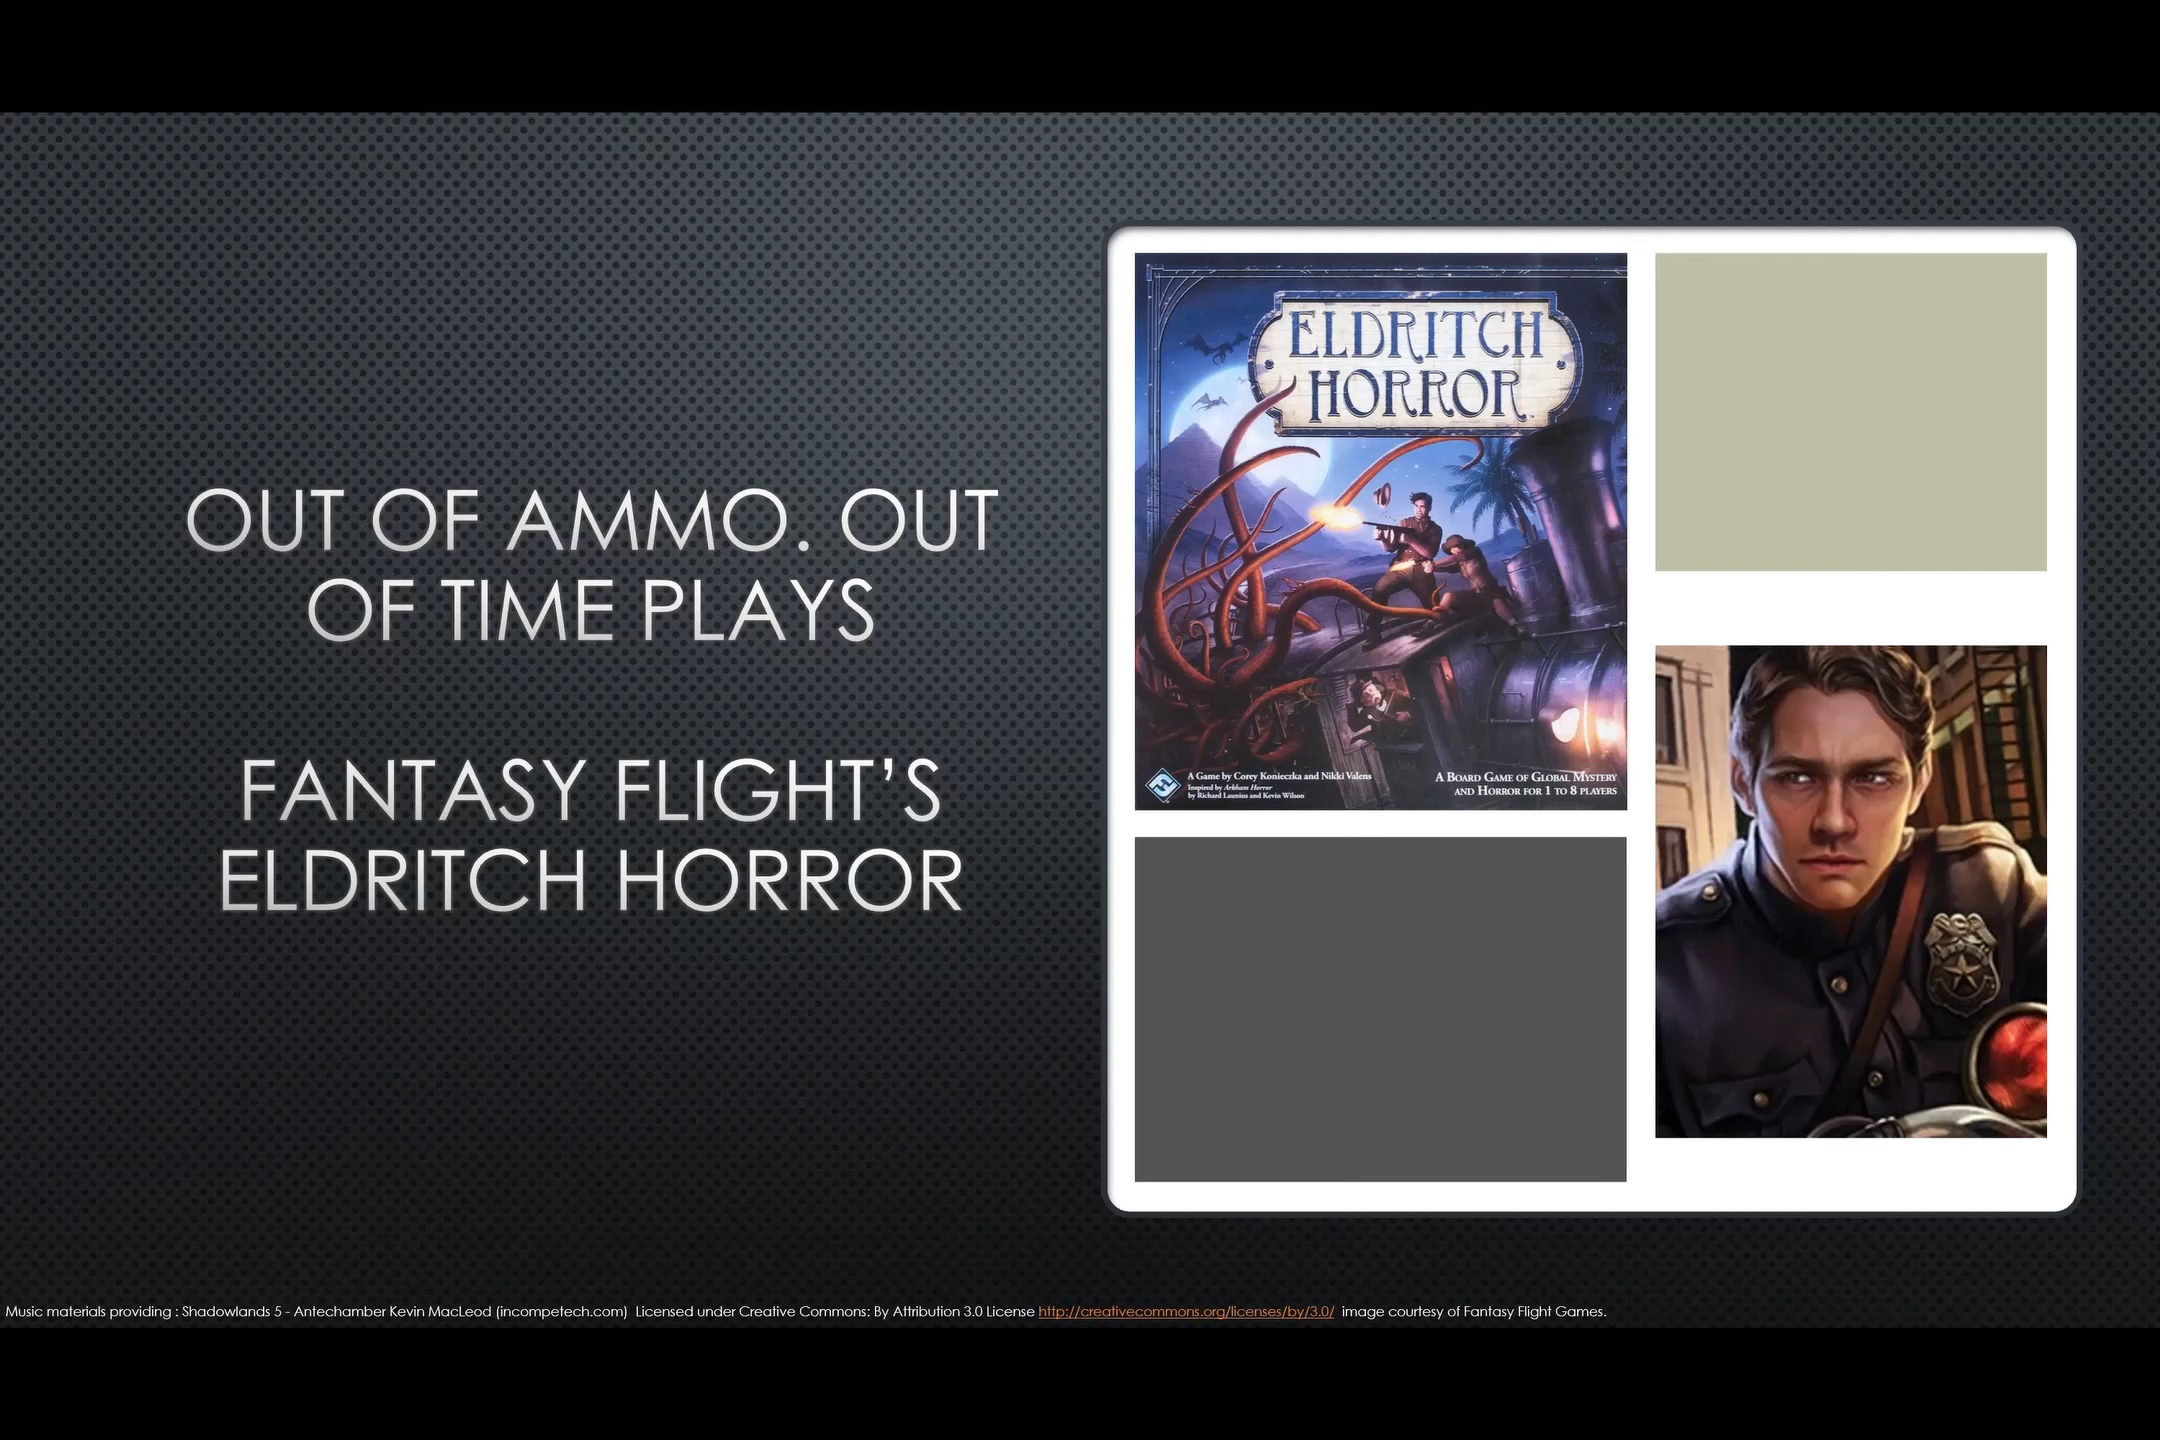 OUT OF AMMO. OUT
OF TIME PLAYS
FANTASY FLIGHT’S
ELDRITCH HORROR
ELDRITCH
HORROR
A Game by Corey Konieczka and Nikki Valens
Inspired by Arkham Horror
by Richard Launius and Kevin Wilson
A BOARD GAME OF GLOBAL MYSTERY
AND HORROR FOR 1 TO 8 PLAYERS
Music materials providing : Shadowlands 5 - Antechamber Kevin MacLeod (incompetech.com)  Licensed under Creative Commons: By Attribution 3.0 License http://creativecommons.org/licenses/by/3.0/  image courtesy of Fantasy Flight Games.